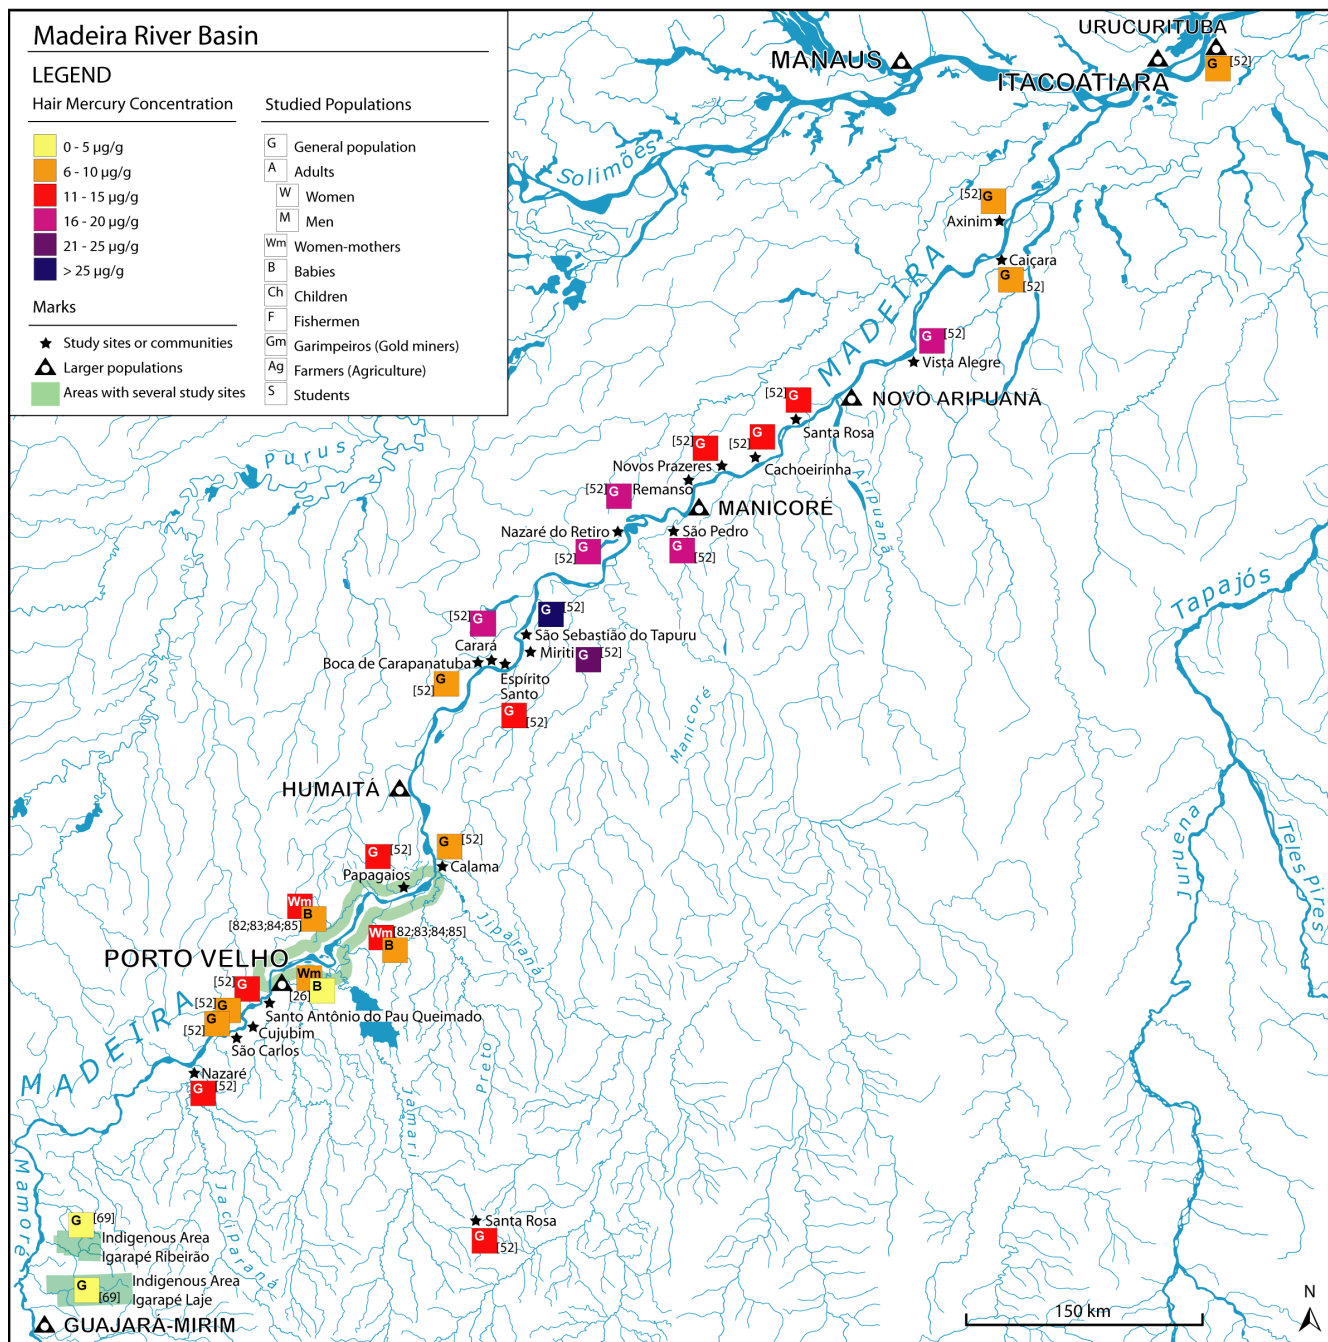 Madeira River Basin
LEGEND
Hair Mercury Concentration
0 - 5 µg/g
6 - 10 µg/g
11 - 15 µg/g
16 - 20 µg/g
21 - 25 µg/g
> 25 µg/g
Marks
Study sites or communities
Larger populations
Areas with several study sites
Studied Populations
G General population
A Adults
W Women
M Men
Wm Women-mothers
B Babies
Ch Children
F Fishermen
Gm Garimpeiros (Gold miners)
Ag Farmers (Agriculture)
S Students
URUCURITUBA
G [52]
MANAUS
ITACOATIARA
Solimões
[52] G
Axinim
Caiçara
G [52]
MADEIRA
G [52]
Vista Alegre
NOVO ARIPUANÃ
[52] G
Santa Rosa
[52] G
Cachoeirinha
[52] G
Novos Prazeres
Purus
[52] G
Remanso
MANICORÉ
Aripuanã
Nazaré do Retiro
[52] G
São Pedro
G [52]
Tapajós
[52] G
Carará
G [52]
São Sebastião do Tapuru
Miriti
G [52]
Boca de Carapanatuba
[52] G
Espírito
Santo
G [52]
Manicoré
HUMAITÁ
Juruena
Teles Pires
G [52]
Calama
G [52]
Papagaios
Wm
B
[82;83;84;85]
Wm [82;83;84;85]
B
Jiparaná
PORTO VELHO
Wm
B
[26]
[52] G
[52] G
[52] G
Santo Antônio do Pau Queimado
Cujubim
São Carlos
MADEIRA
Nazaré
G [52]
Preto
Jamari
Mamoré
Jaciparaná
G [69]
Indigenous Area
Igarapé Ribeirão
Indigenous Area
Igarapé Laje
G [69]
GUAJARÁ-MIRIM
Santa Rosa
G [52]
150 km
N